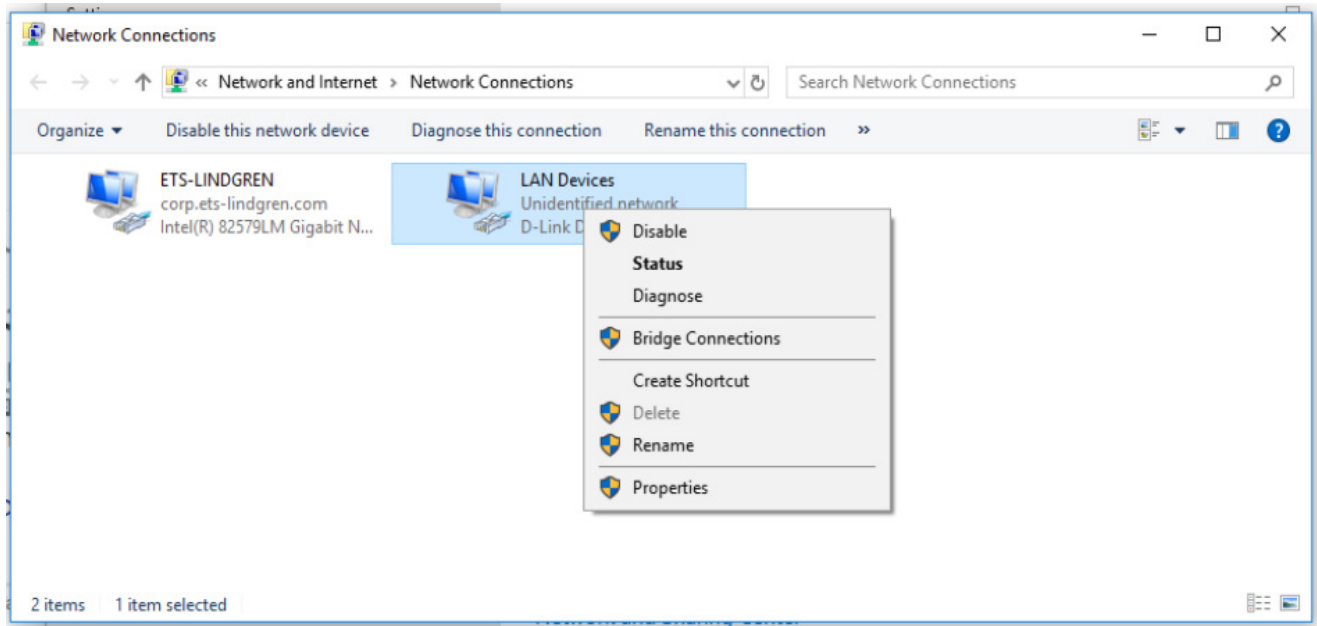 Network Connections
« Network and Internet > Network Connections
Search Network Connections
Organize
Disable this network device
Diagnose this connection
Rename this connection
»
ETS-LINDGREN
corp.ets-lindgren.com
Intel(R) 82579LM Gigabit N...
LAN Devices
Unidentified network
D-Link D
Disable
Status
Diagnose
Bridge Connections
Create Shortcut
Delete
Rename
Properties
2 items
1 item selected